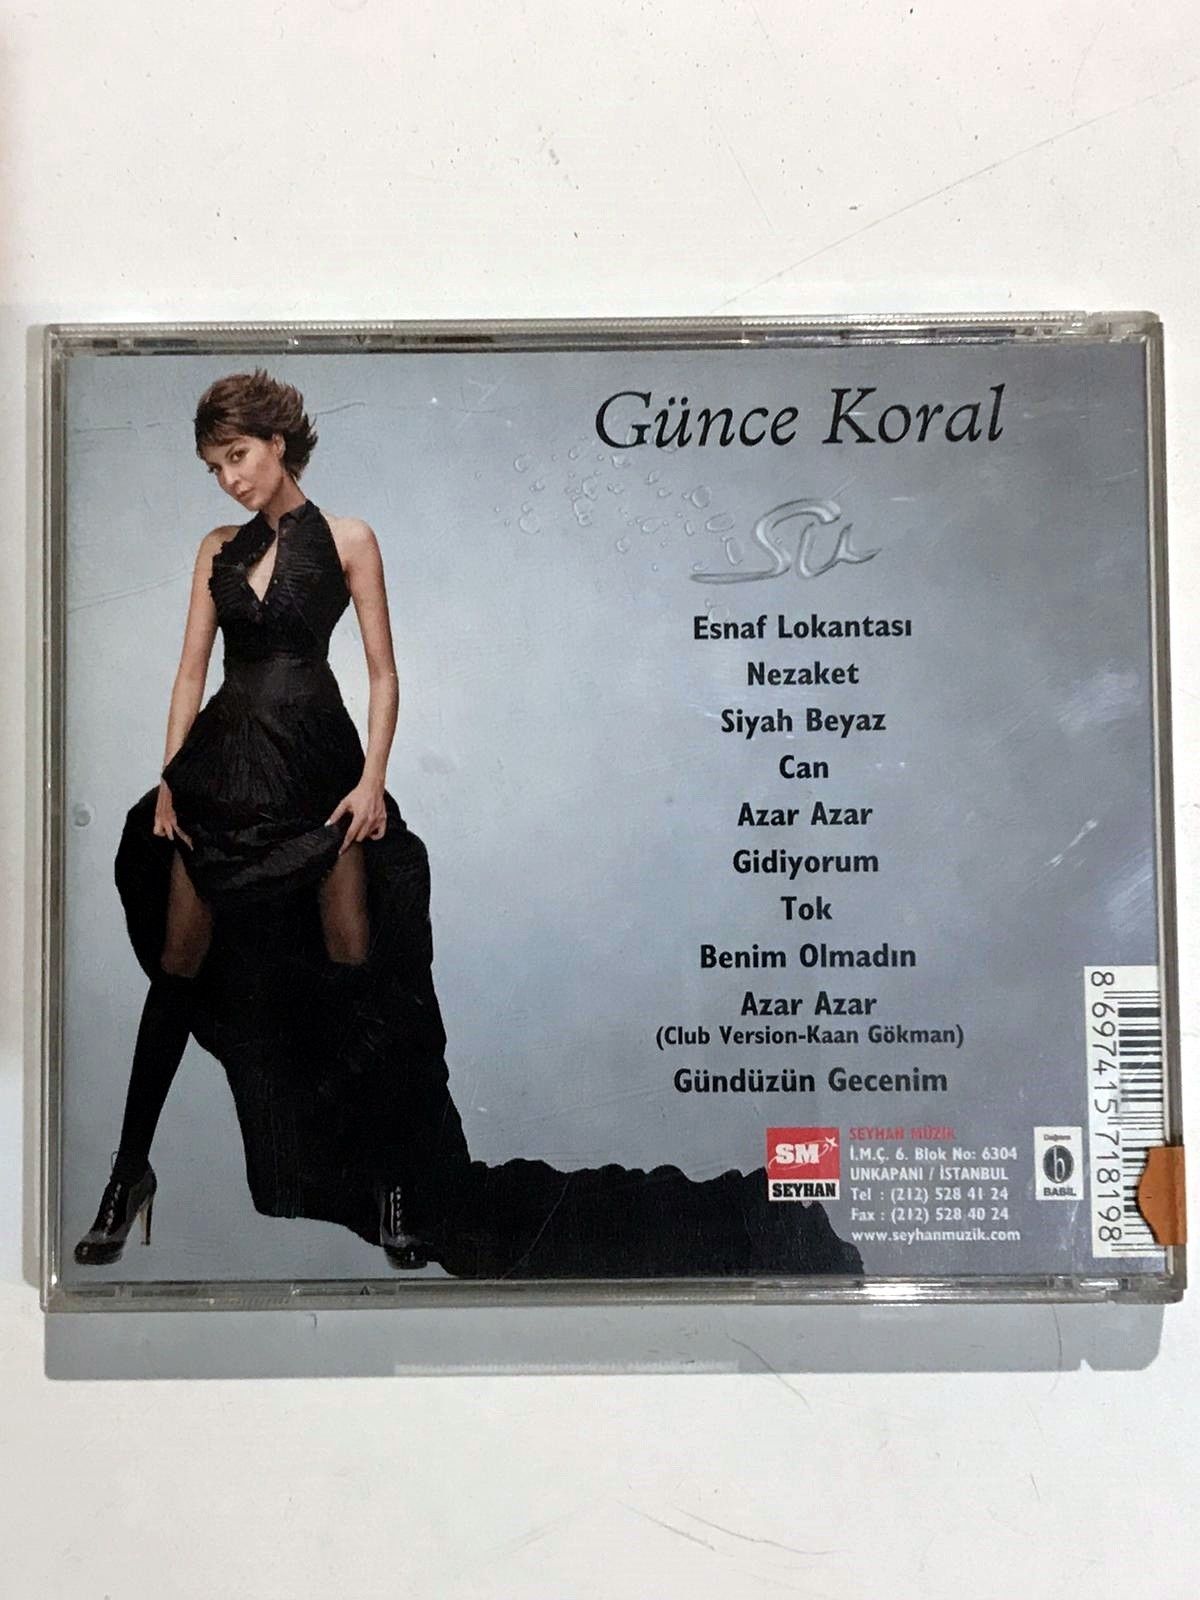 Günce Koral
Su
Esnaf Lokantası
Nezaket
Siyah Beyaz
Can
Azar Azar
Gidiyorum
Tok
Benim Olmadın
Azar Azar
(Club Version-Kaan Gökman)
Gündüzün Gecenim
SM
SEYHAN
SEYHAN MÜZİK
İ.M.Ç. 6. Blok No: 6304
UNKAPANI / İSTANBUL
Tel : (212) 528 41 24
Fax : (212) 528 40 24
www.seyhanmuzik.com
Dağıtım
b
BABİL
8 697415 718198